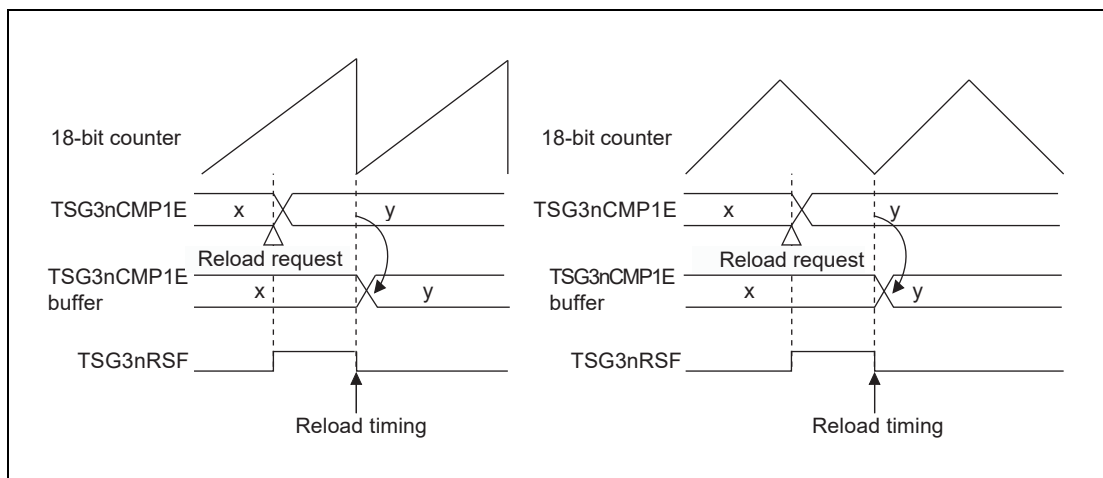 18-bit counter
TSG3nCMP1E
x
y
Reload request
TSG3nCMP1E
buffer
x
y
TSG3nRSF
Reload timing
18-bit counter
TSG3nCMP1E
x
y
Reload request
TSG3nCMP1E
buffer
x
y
TSG3nRSF
Reload timing